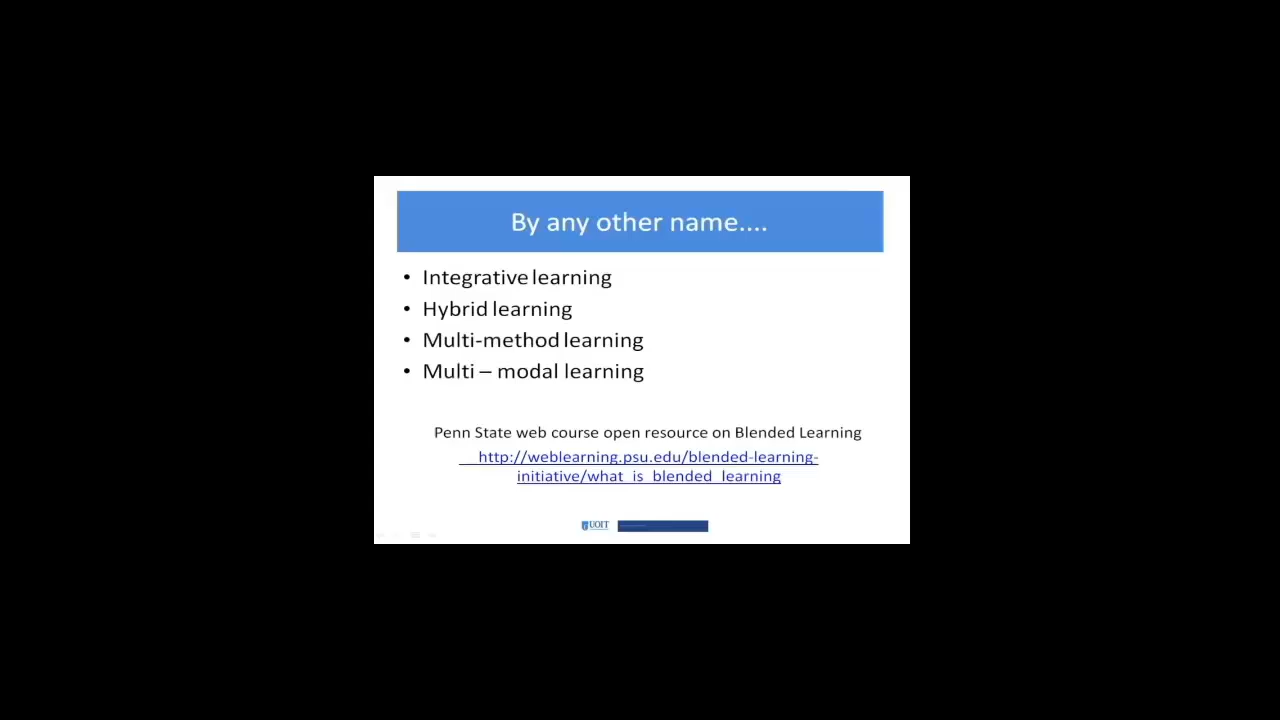 By any other name....
• Integrative learning
• Hybrid learning
• Multi-method learning
• Multi – modal learning
Penn State web course open resource on Blended Learning
http://weblearning.psu.edu/blended-learning-
initiative/what_is_blended_learning
UOIT